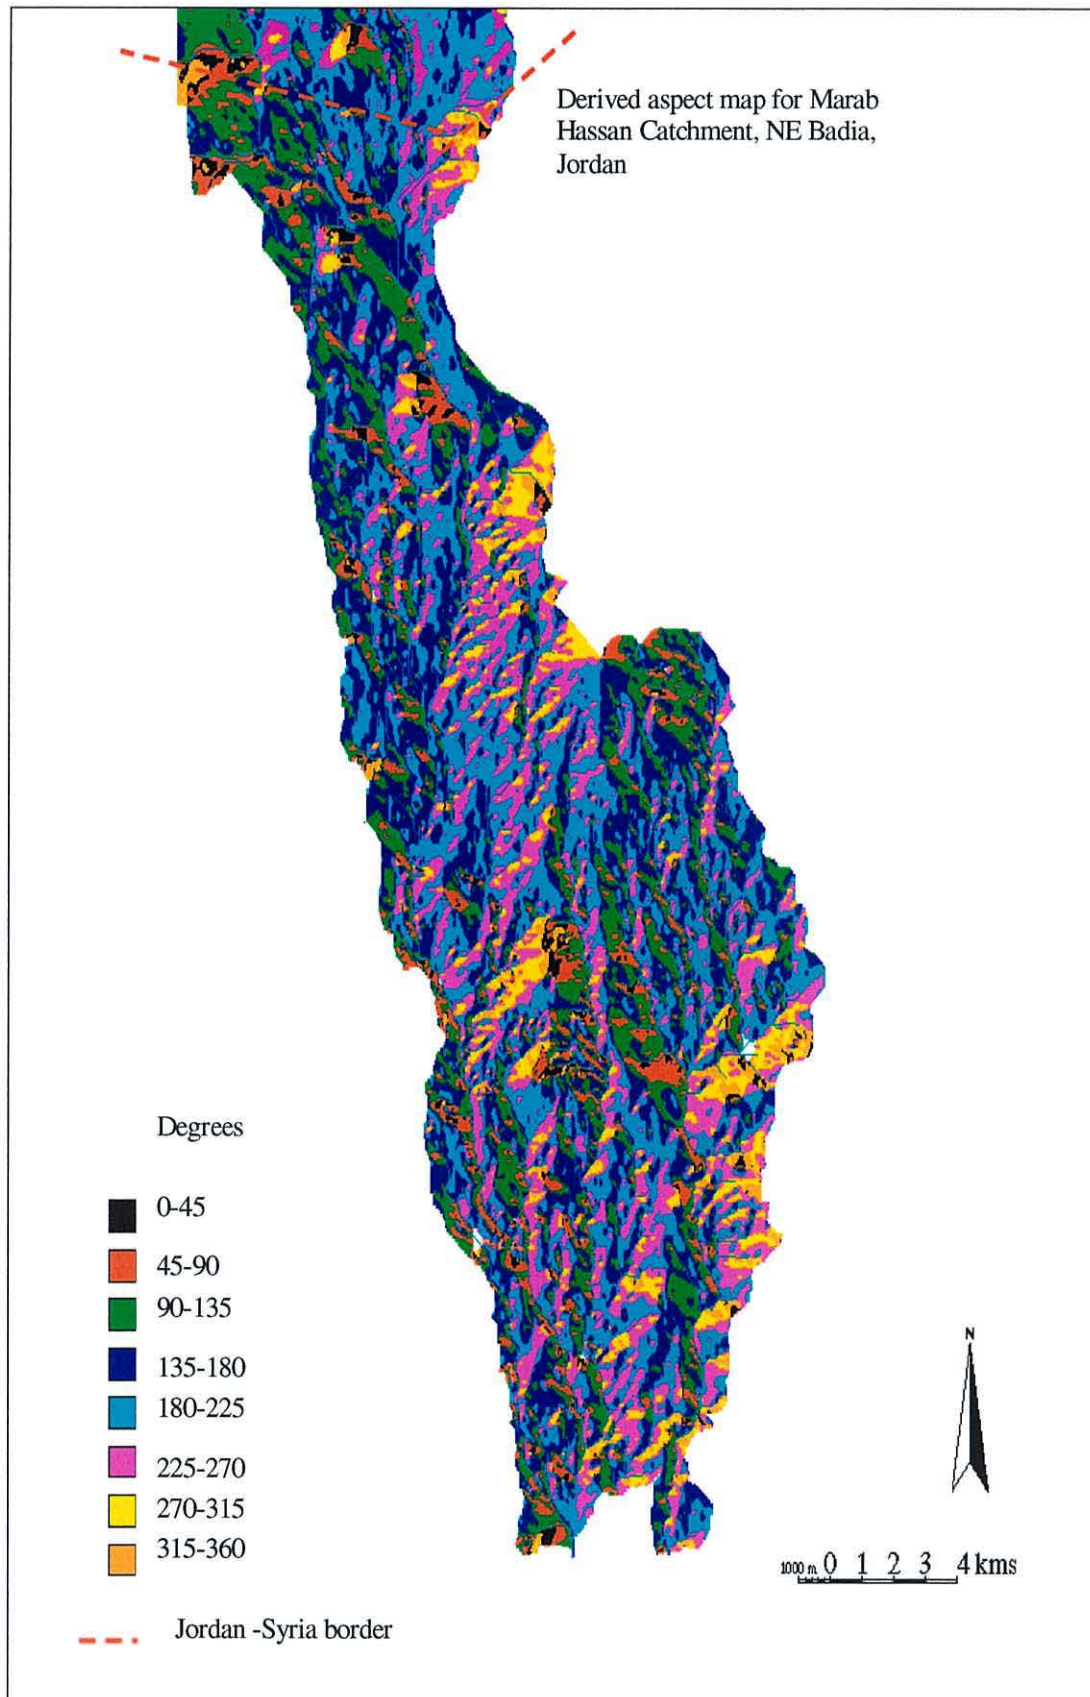 Derived aspect map for Marab
Hassan Catchment, NE Badia,
Jordan
Degrees
0-45
45-90
90-135
135-180
180-225
225-270
270-315
315-360
N
1000 m 0 1 2 3 4 kms
Jordan -Syria border